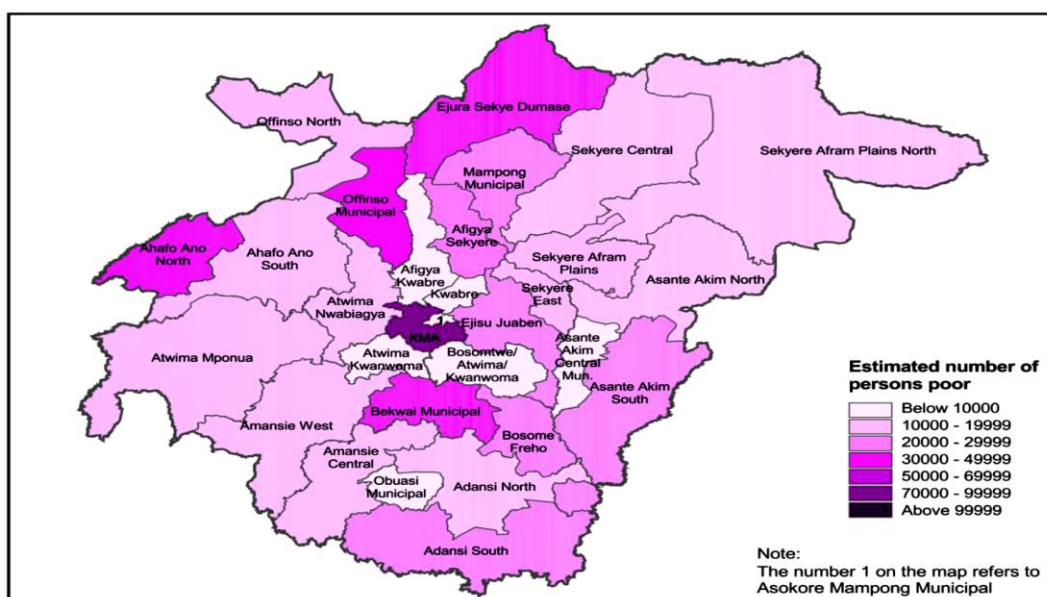 Ejura Sekye Dumase
Offinso North
Sekyere Central
Sekyere Afram Plains North
Mampong
Municipal
Offinso
Municipal
Afigya
Sekyere
Ahafo Ano
North
Ahafo Ano
South
Sekyere Afram
Plains
Asante Akim North
Afigya
Kwabre
Kwabre
Sekyere
East
Atwima
Nwabiagya
1
Ejisu Juaben
KMA
Atwima Mponua
Atwima
Kwanwoma
Bosomtwe/
Atwima/
Kwanwoma
Asante
Akim
Central
Mun.
Asante Akim
South
Bekwai Municipal
Amansie West
Bosome
Freho
Amansie
Central
Obuasi
Municipal
Adansi North
Adansi South
Estimated number of
persons poor
Below 10000
10000 - 19999
20000 - 29999
30000 - 49999
50000 - 69999
70000 - 99999
Above 99999
Note:
The number 1 on the map refers to
Asokore Mampong Municipal